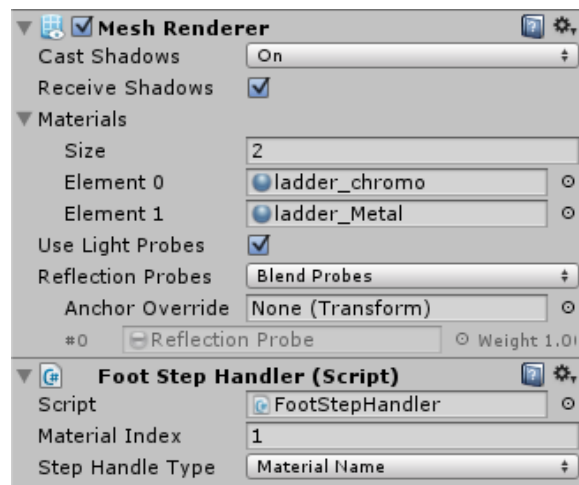 Mesh Renderer
Cast Shadows On
Receive Shadows
Materials
Size 2
Element 0 ladder_chromo
Element 1 ladder_Metal
Use Light Probes
Reflection Probes Blend Probes
Anchor Override None (Transform)
#0 Reflection Probe Weight 1.0
Foot Step Handler (Script)
Script FootStepHandler
Material Index 1
Step Handle Type Material Name